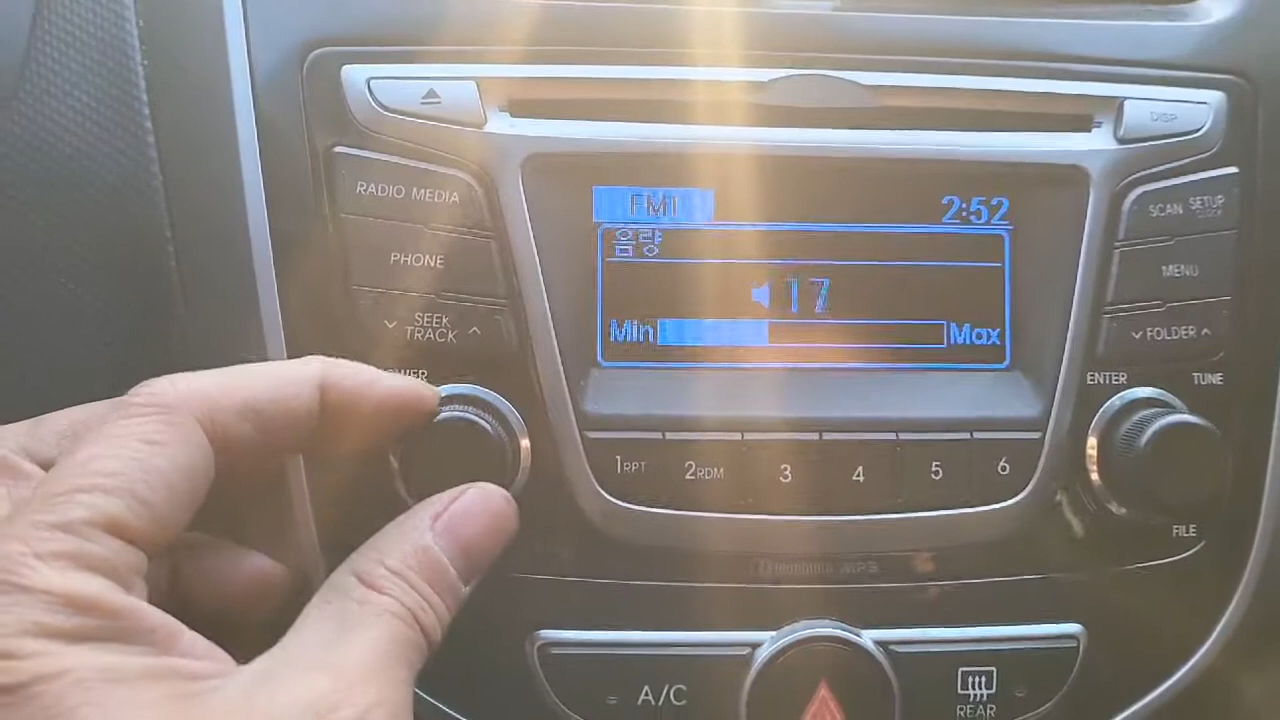 DISP
RADIO MEDIA
PHONE
SEEK
TRACK
FM1
2:52
음량
17
Min
Max
SCAN
SETUP
CLOCK
MENU
FOLDER
ENTER
TUNE
1RPT
2RDM
3
4
5
6
FILE
A/C
REAR